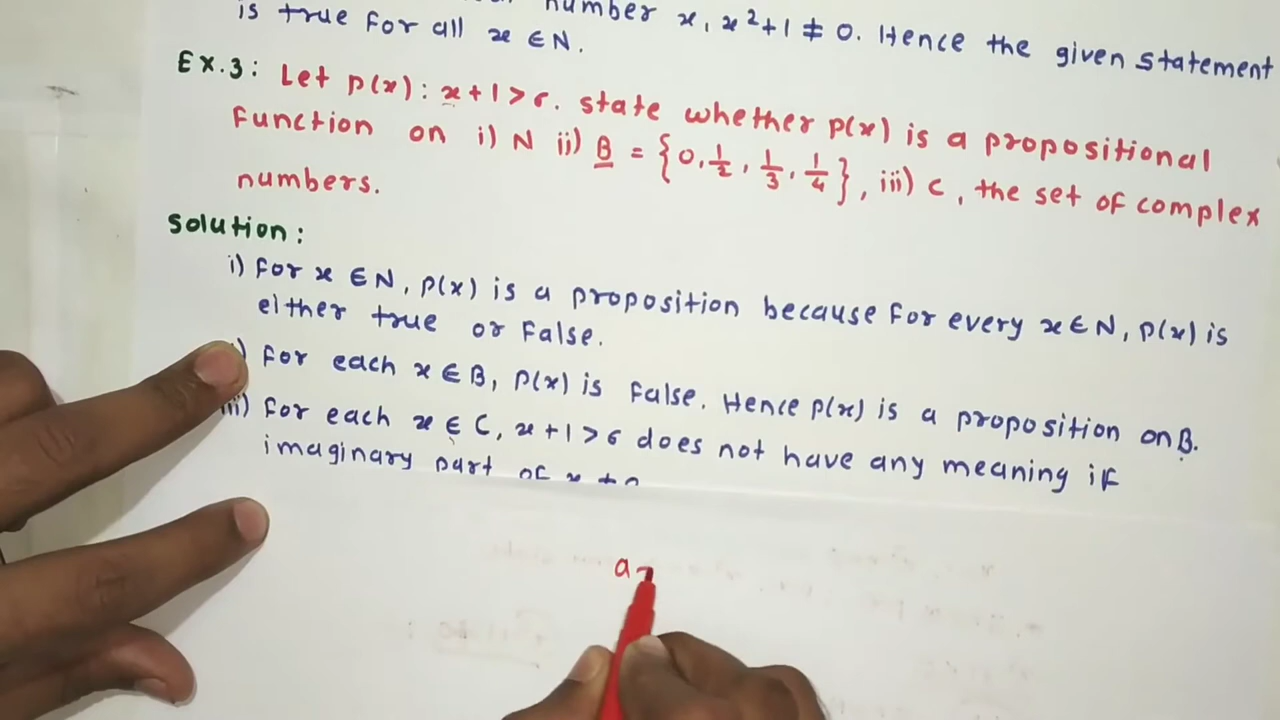 number x, x²+1 ≠ 0. Hence the given statement
is true for all x ∈ N.
Ex.3: Let p(x): x+1>6. state whether p(x) is a propositional
function on i) N ii) B = {0, 1/2, 1/3, 1/4}, iii) C, the set of complex
numbers.
Solution:
i) for x ∈ N, p(x) is a proposition because for every x ∈ N, p(x) is
either true or false.
) for each x ∈ B, p(x) is false. Hence p(x) is a proposition on B.
iii) for each x ∈ C, x+1>6 does not have any meaning if
imaginary part of x ≠ 0
a